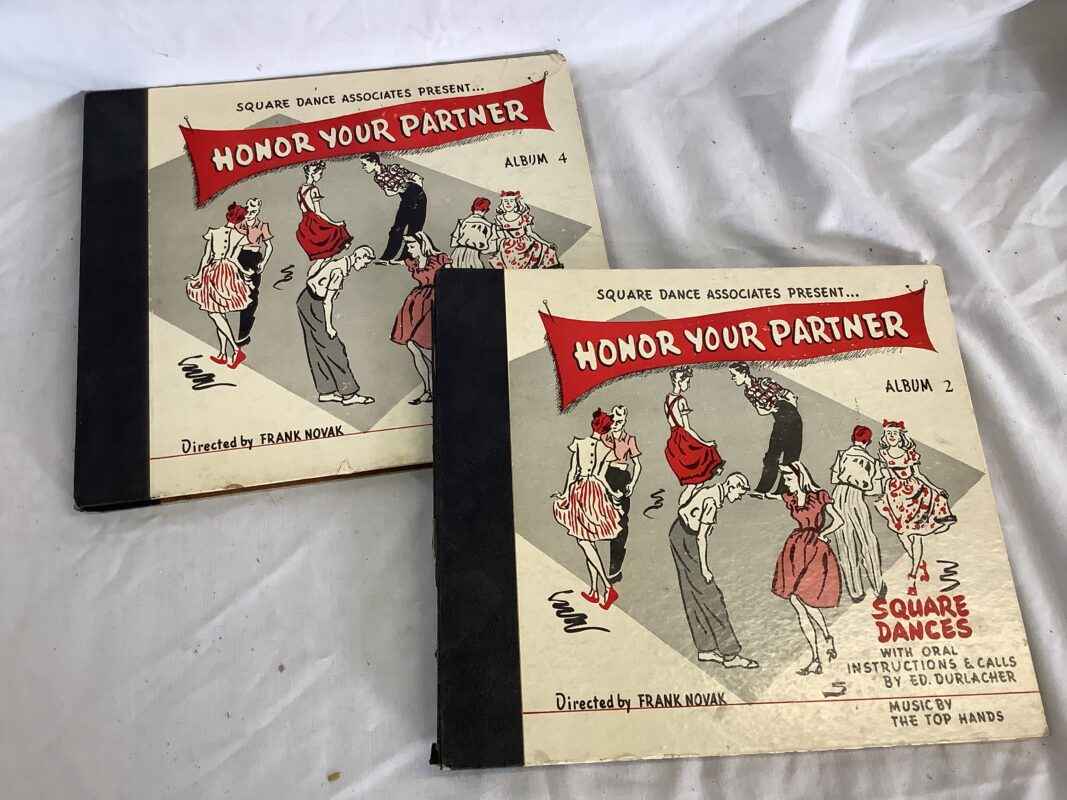 SQUARE DANCE ASSOCIATES PRESENT...
HONOR YOUR PARTNER
ALBUM 4
Directed by FRANK NOVAK
SQUARE DANCE ASSOCIATES PRESENT...
HONOR YOUR PARTNER
ALBUM 2
SQUARE
DANCES
WITH ORAL
INSTRUCTIONS & CALLS
BY ED. DURLACHER
Directed by FRANK NOVAK
MUSIC BY
THE TOP HANDS